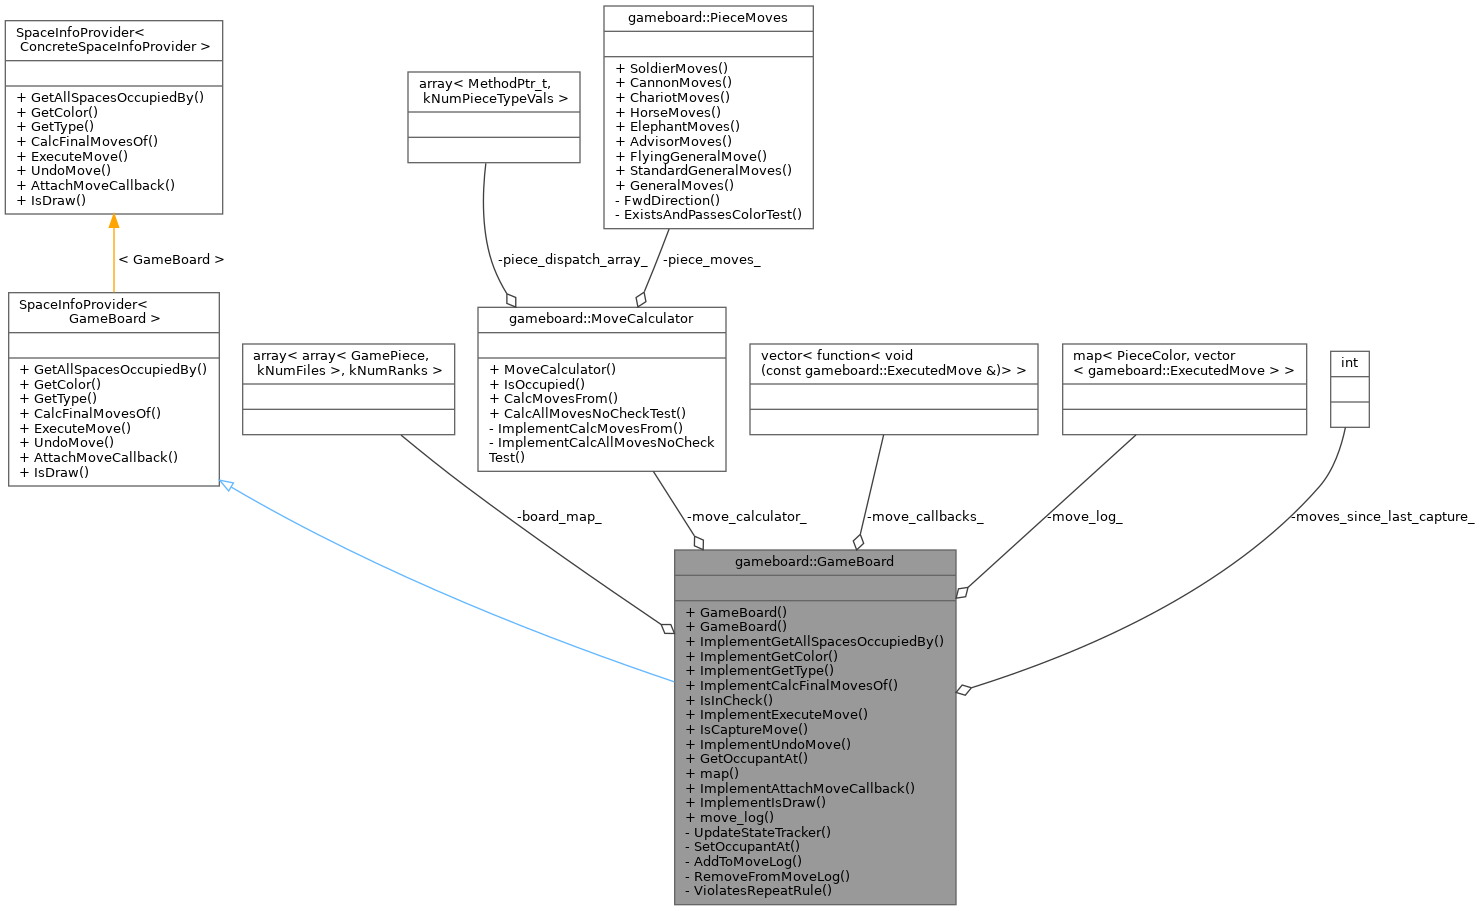 SpaceInfoProvider<
ConcreteSpaceInfoProvider >
+ GetAllSpacesOccupiedBy()
+ GetColor()
+ GetType()
+ CalcFinalMovesOf()
+ ExecuteMove()
+ UndoMove()
+ AttachMoveCallback()
+ IsDraw()
array< MethodPtr_t,
kNumPieceTypeVals >
gameboard::PieceMoves
+ SoldierMoves()
+ CannonMoves()
+ ChariotMoves()
+ HorseMoves()
+ ElephantMoves()
+ AdvisorMoves()
+ FlyingGeneralMove()
+ StandardGeneralMoves()
+ GeneralMoves()
- FwdDirection()
- ExistsAndPassesColorTest()
< GameBoard >
-piece_dispatch_array_
-piece_moves_
SpaceInfoProvider<
GameBoard >
+ GetAllSpacesOccupiedBy()
+ GetColor()
+ GetType()
+ CalcFinalMovesOf()
+ ExecuteMove()
+ UndoMove()
+ AttachMoveCallback()
+ IsDraw()
array< array< GamePiece,
kNumFiles >, kNumRanks >
gameboard::MoveCalculator
+ MoveCalculator()
+ IsOccupied()
+ CalcMovesFrom()
+ CalcAllMovesNoCheckTest()
- ImplementCalcMovesFrom()
- ImplementCalcAllMovesNoCheck
Test()
vector< function< void
(const gameboard::ExecutedMove &)> >
map< PieceColor, vector
< gameboard::ExecutedMove > >
int
-board_map_
-move_calculator_
-move_callbacks_
-move_log_
-moves_since_last_capture_
gameboard::GameBoard
+ GameBoard()
+ GameBoard()
+ ImplementGetAllSpacesOccupiedBy()
+ ImplementGetColor()
+ ImplementGetType()
+ ImplementCalcFinalMovesOf()
+ IsInCheck()
+ ImplementExecuteMove()
+ IsCaptureMove()
+ ImplementUndoMove()
+ GetOccupantAt()
+ map()
+ ImplementAttachMoveCallback()
+ ImplementIsDraw()
+ move_log()
- UpdateStateTracker()
- SetOccupantAt()
- AddToMoveLog()
- RemoveFromMoveLog()
- ViolatesRepeatRule()